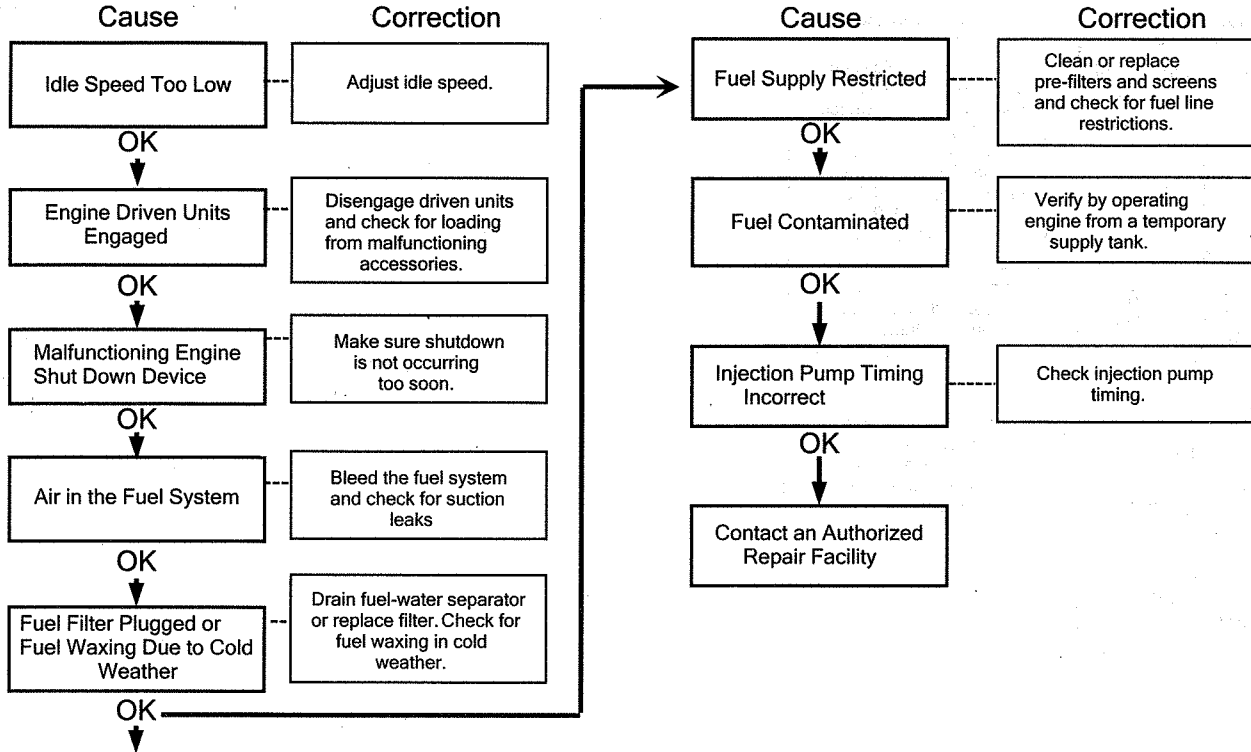 Cause
Correction
Idle Speed Too Low
Adjust idle speed.
OK
Engine Driven Units
Engaged
Disengage driven units
and check for loading
from malfunctioning
accessories.
OK
Malfunctioning Engine
Shut Down Device
Make sure shutdown
is not occurring
too soon.
OK
Air in the Fuel System
Bleed the fuel system
and check for suction
leaks
OK
Fuel Filter Plugged or
Fuel Waxing Due to Cold
Weather
Drain fuel-water separator
or replace filter. Check for
fuel waxing in cold
weather.
OK
Cause
Correction
Fuel Supply Restricted
Clean or replace
pre-filters and screens
and check for fuel line
restrictions.
OK
Fuel Contaminated
Verify by operating
engine from a temporary
supply tank.
OK
Injection Pump Timing
Incorrect
Check injection pump
timing.
OK
Contact an Authorized
Repair Facility